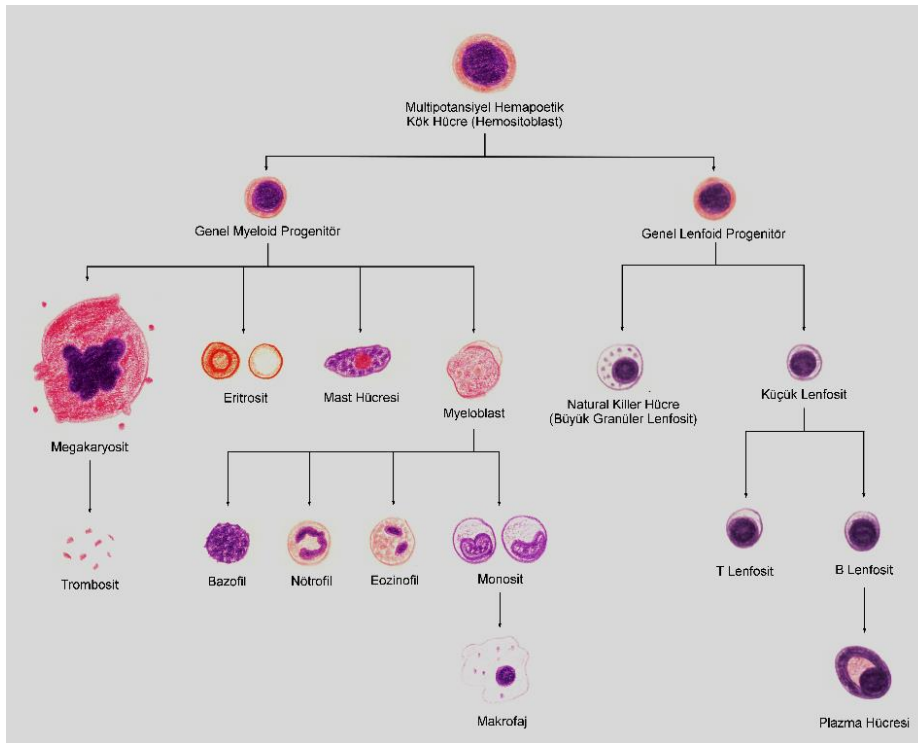 Multipotansiyel Hemapoetik
Kök Hücre (Hemositoblast)
Genel Myeloid Progenitör
Genel Lenfoid Progenitör
Megakaryosit
Eritrosit
Mast Hücresi
Myeloblast
Natural Killer Hücre
(Büyük Granüler Lenfosit)
Küçük Lenfosit
Trombosit
Bazofil
Nötrofil
Eozinofil
Monosit
T Lenfosit
B Lenfosit
Makrofaj
Plazma Hücresi